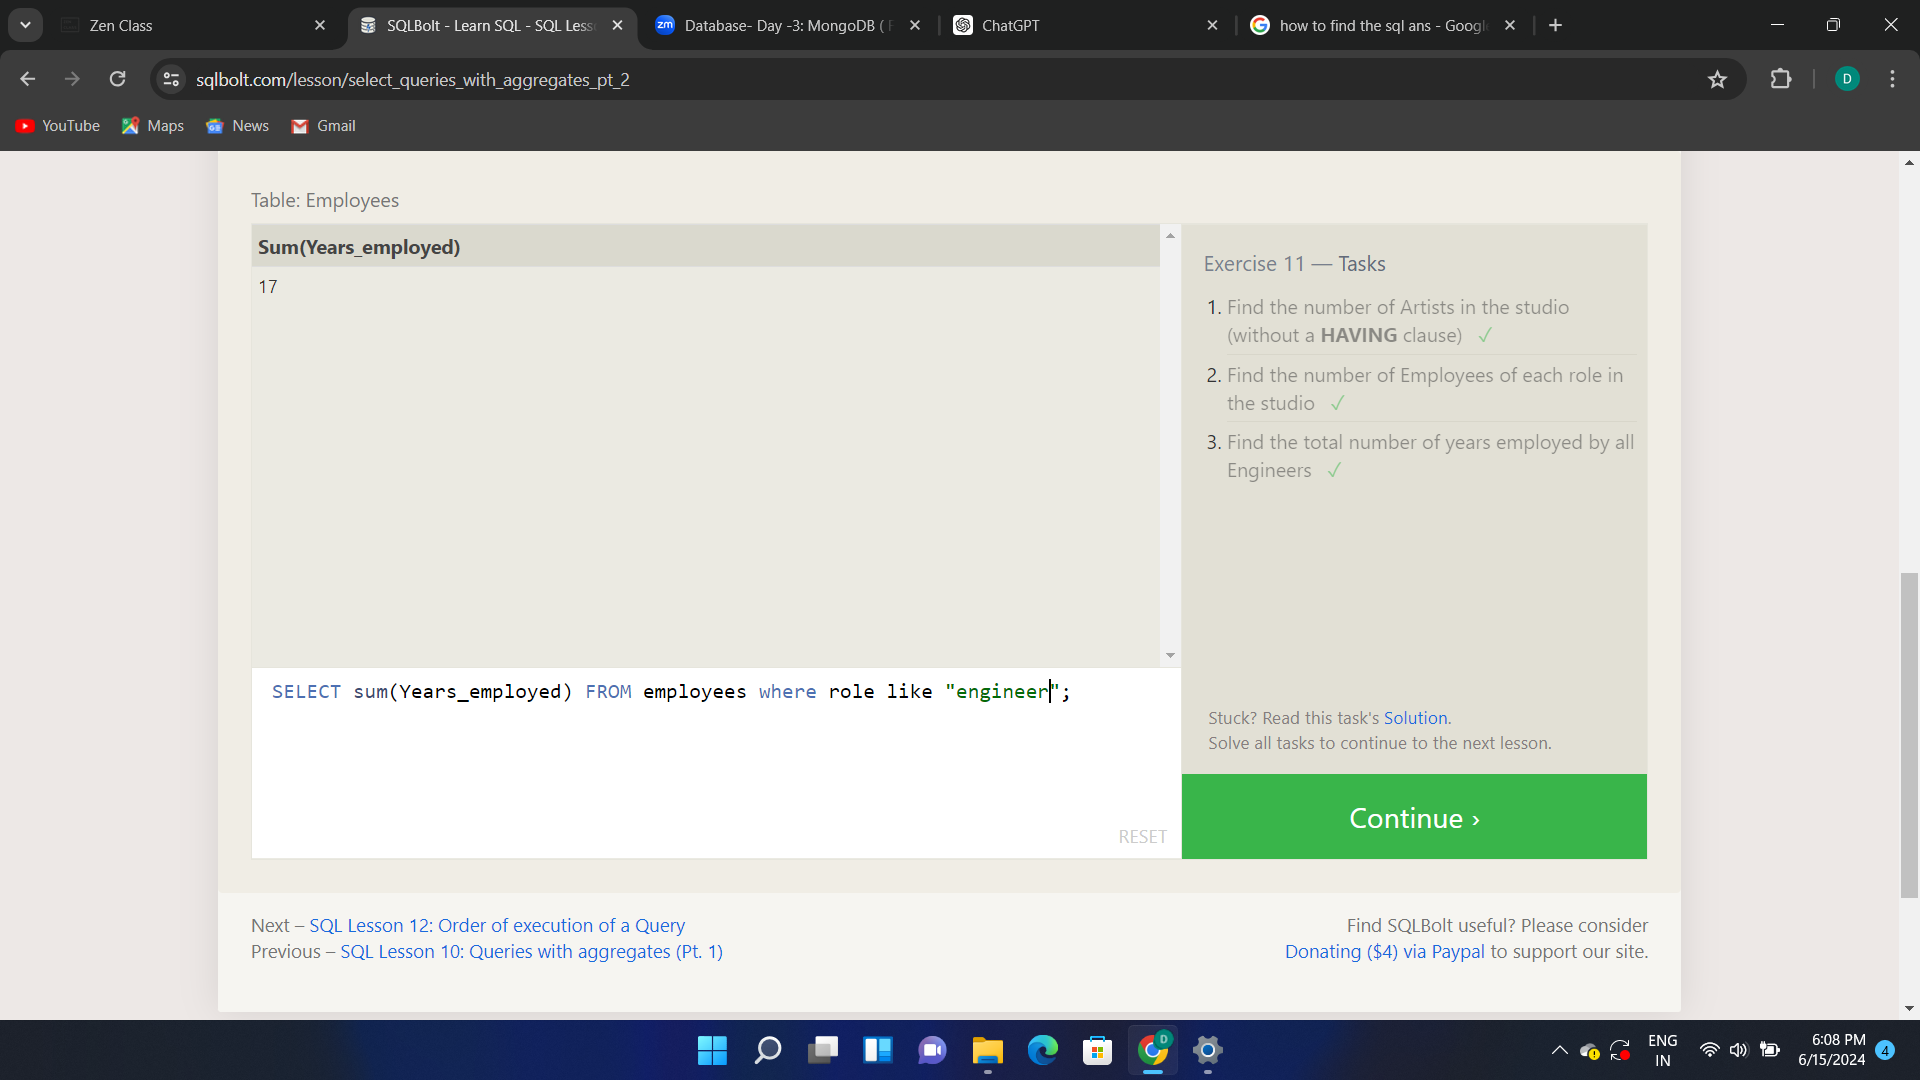 Zen Class
SQLBolt - Learn SQL - SQL Less
zm
Database- Day -3: MongoDB (
ChatGPT
how to find the sql ans - Googl
sqlbolt.com/lesson/select_queries_with_aggregates_pt_2
D
YouTube
Maps
News
Gmail
Table: Employees
Sum(Years_employed)
17
SELECT sum(Years_employed) FROM employees where role like "engineer";
RESET
Exercise 11 — Tasks
1. Find the number of Artists in the studio
(without a HAVING clause) ✓
2. Find the number of Employees of each role in
the studio ✓
3. Find the total number of years employed by all
Engineers ✓
Stuck? Read this task's Solution.
Solve all tasks to continue to the next lesson.
Continue ›
Next – SQL Lesson 12: Order of execution of a Query
Previous – SQL Lesson 10: Queries with aggregates (Pt. 1)
Find SQLBolt useful? Please consider
Donating ($4) via Paypal to support our site.
D
ENG
IN
6:08 PM
6/15/2024
4